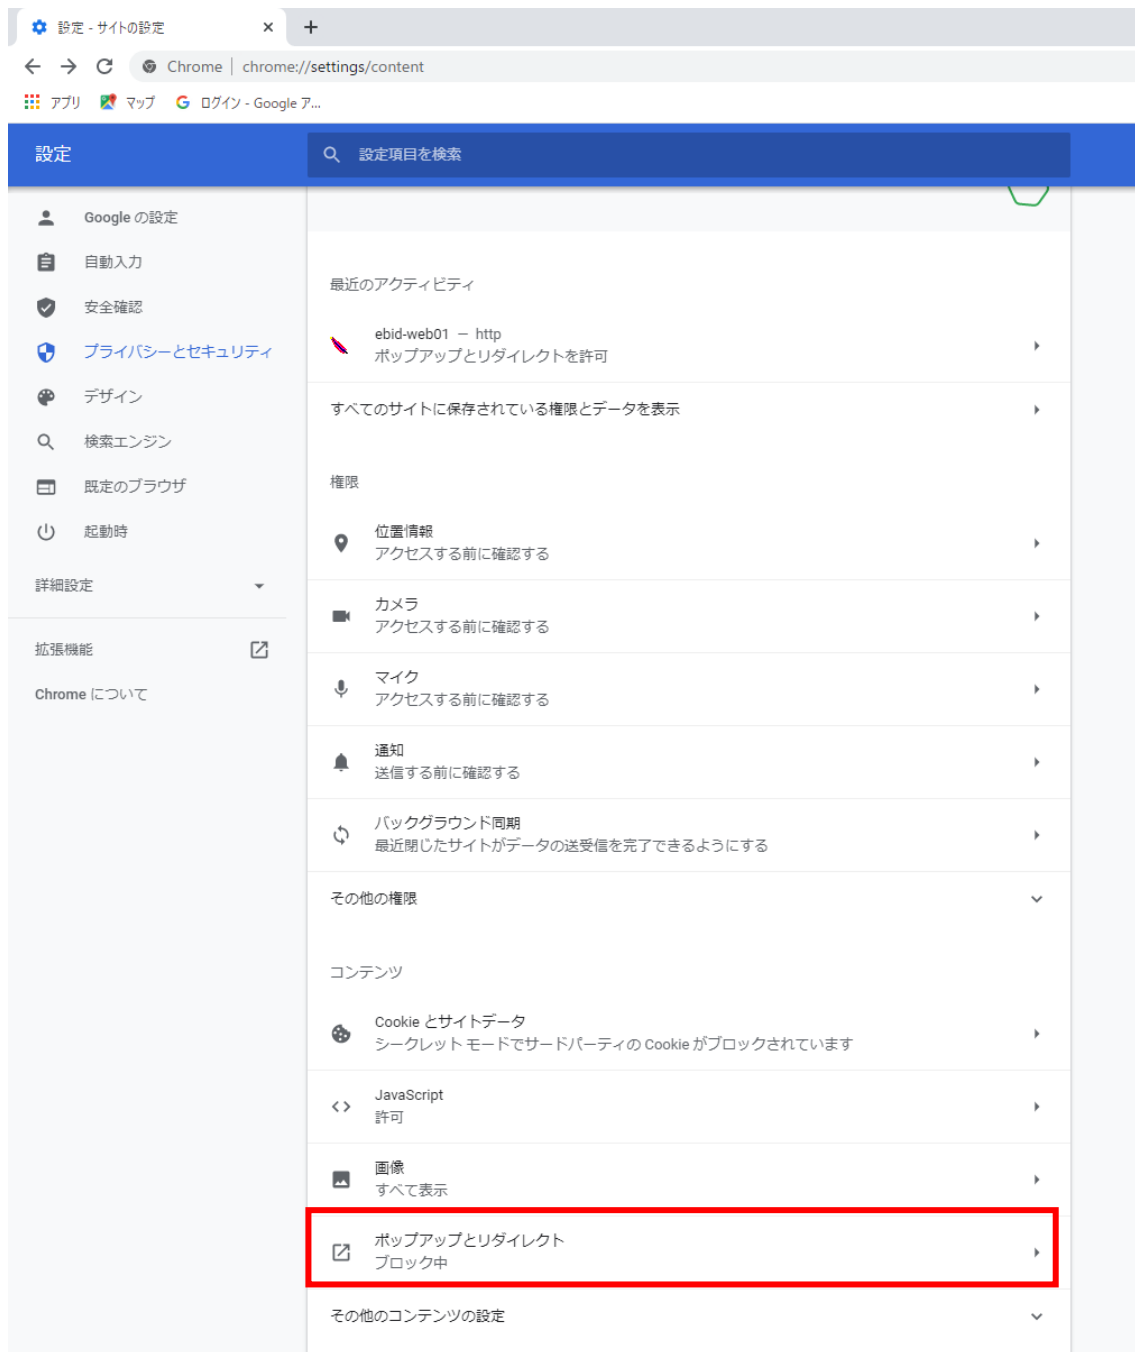 設定 - サイトの設定
Chrome | chrome://settings/content
アプリ マップ ログイン - Google ア...
設定
設定項目を検索
Google の設定
自動入力
安全確認
プライバシーとセキュリティ
デザイン
検索エンジン
既定のブラウザ
起動時
詳細設定
拡張機能
Chrome について
最近のアクティビティ
ebid-web01 － http
ポップアップとリダイレクトを許可
すべてのサイトに保存されている権限とデータを表示
権限
位置情報
アクセスする前に確認する
カメラ
アクセスする前に確認する
マイク
アクセスする前に確認する
通知
送信する前に確認する
バックグラウンド同期
最近閉じたサイトがデータの送受信を完了できるようにする
その他の権限
コンテンツ
Cookie とサイトデータ
シークレット モードでサードパーティの Cookie がブロックされています
JavaScript
許可
画像
すべて表示
ポップアップとリダイレクト
ブロック中
その他のコンテンツの設定